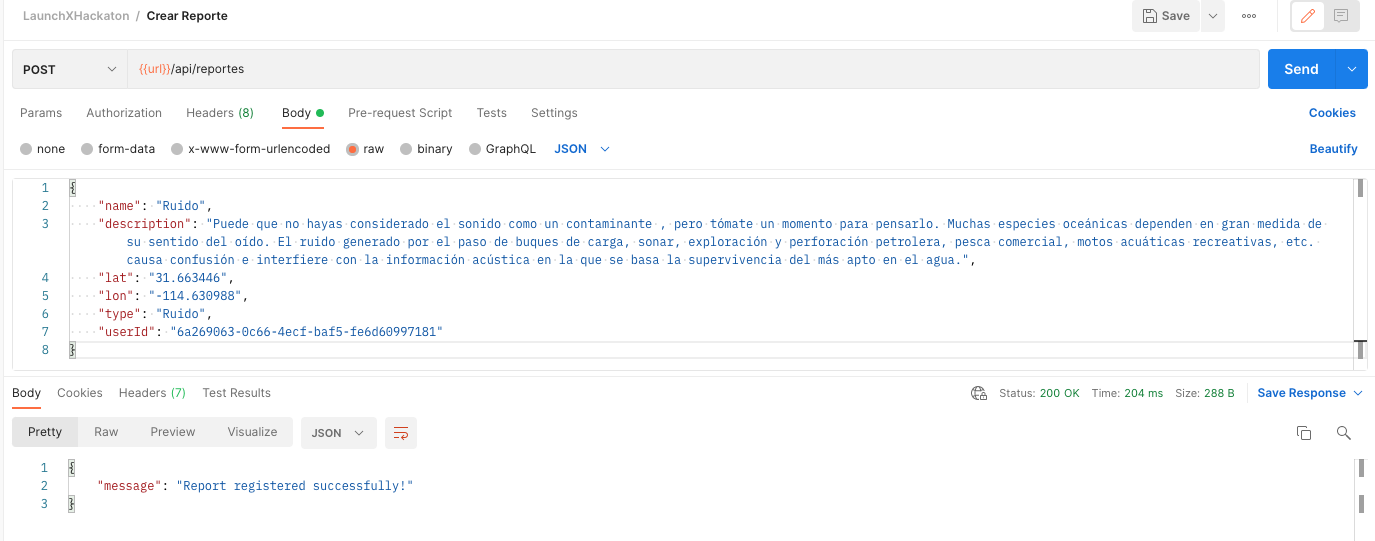 LaunchXHackaton / Crear Reporte
Save
POST
{{url}}/api/reportes
Send
Params Authorization Headers (8) Body Pre-request Script Tests Settings Cookies
none form-data x-www-form-urlencoded raw binary GraphQL JSON Beautify
1 {
2 "name": "Ruido",
3 "description": "Puede que no hayas considerado el sonido como un contaminante , pero tómate un momento para pensarlo. Muchas especies oceánicas dependen en gran medida de
su sentido del oído. El ruido generado por el paso de buques de carga, sonar, exploración y perforación petrolera, pesca comercial, motos acuáticas recreativas, etc.
causa confusión e interfiere con la información acústica en la que se basa la supervivencia del más apto en el agua.",
4 "lat": "31.663446",
5 "lon": "-114.630988",
6 "type": "Ruido",
7 "userId": "6a269063-0c66-4ecf-baf5-fe6d60997181"
8 }
Body Cookies Headers (7) Test Results Status: 200 OK Time: 204 ms Size: 288 B Save Response
Pretty Raw Preview Visualize JSON
1 {
2 "message": "Report registered successfully!"
3 }